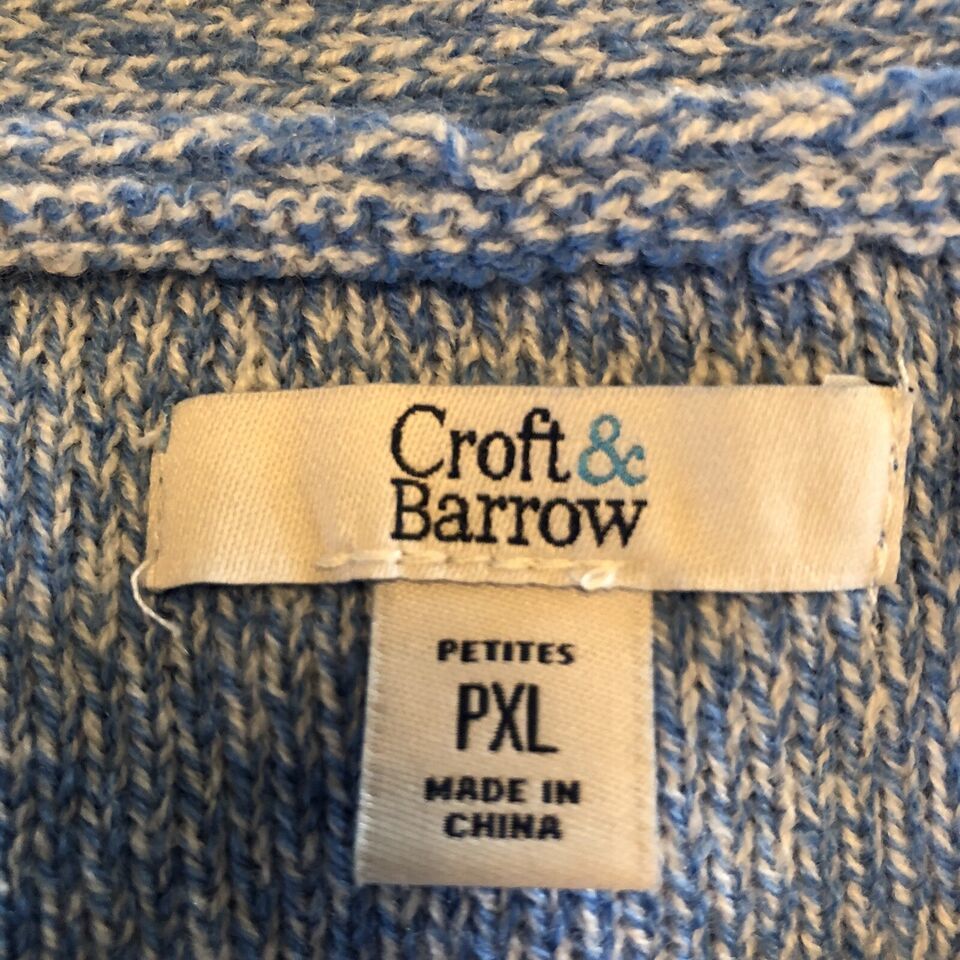 Croft &
Barrow
PETITES
PXL
MADE IN
CHINA